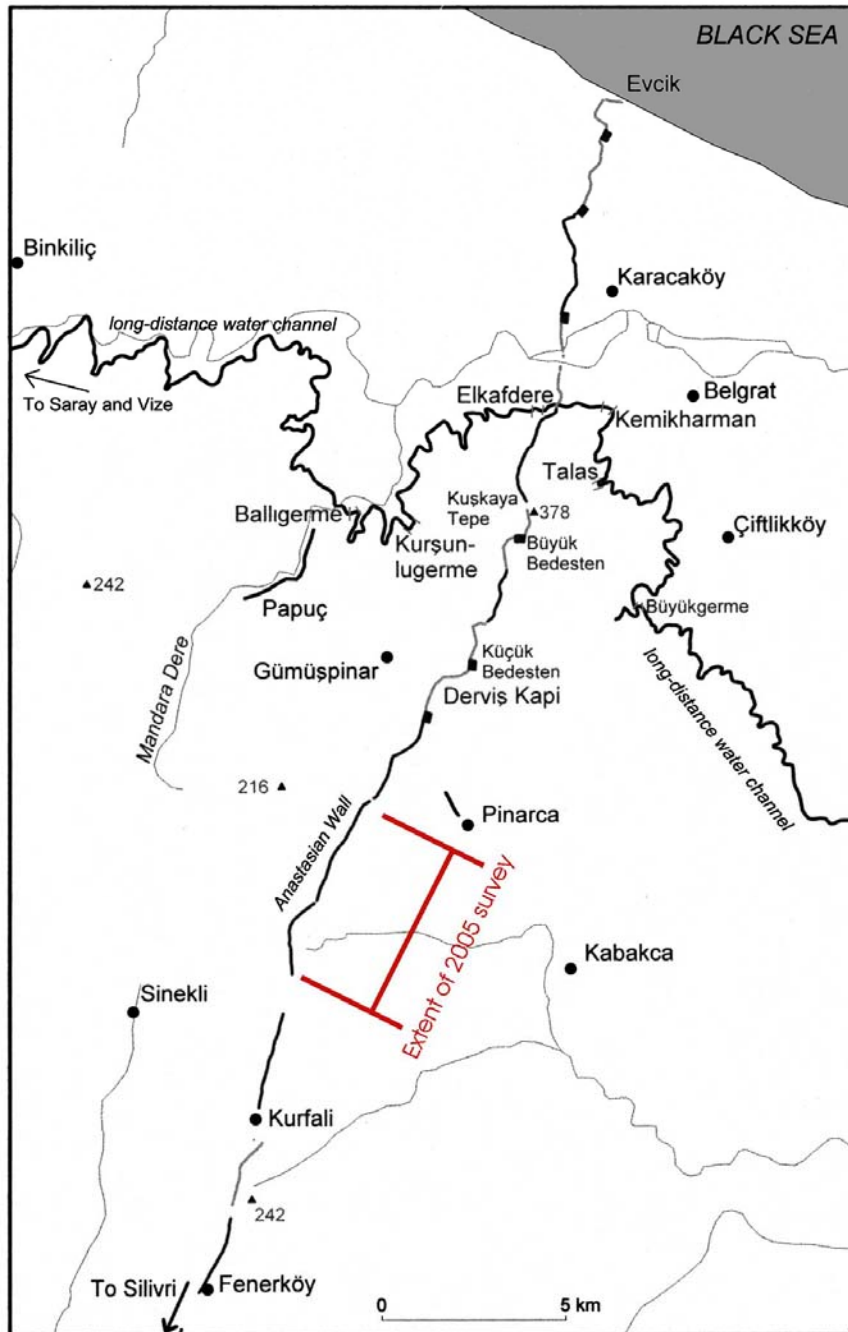 BLACK SEA
Evcik
Binkiliç
Karacaköy
long-distance water channel
To Saray and Vize
Elkafdere
Belgrat
Kemikharman
Talas
Kuşkaya
Tepe
378
Ballıgerme
Kurşun-
lugerme
Büyük
Bedesten
Çiftlikköy
242
Papuç
Büyükgerme
Gümüşpinar
Küçük
Bedesten
Mandara Dere
Derviş Kapi
long-distance water channel
216
Anastasian Wall
Pinarca
Extent of 2005 survey
Kabakca
Sinekli
Kurfali
242
To Silivri
Fenerköy
0 5 km